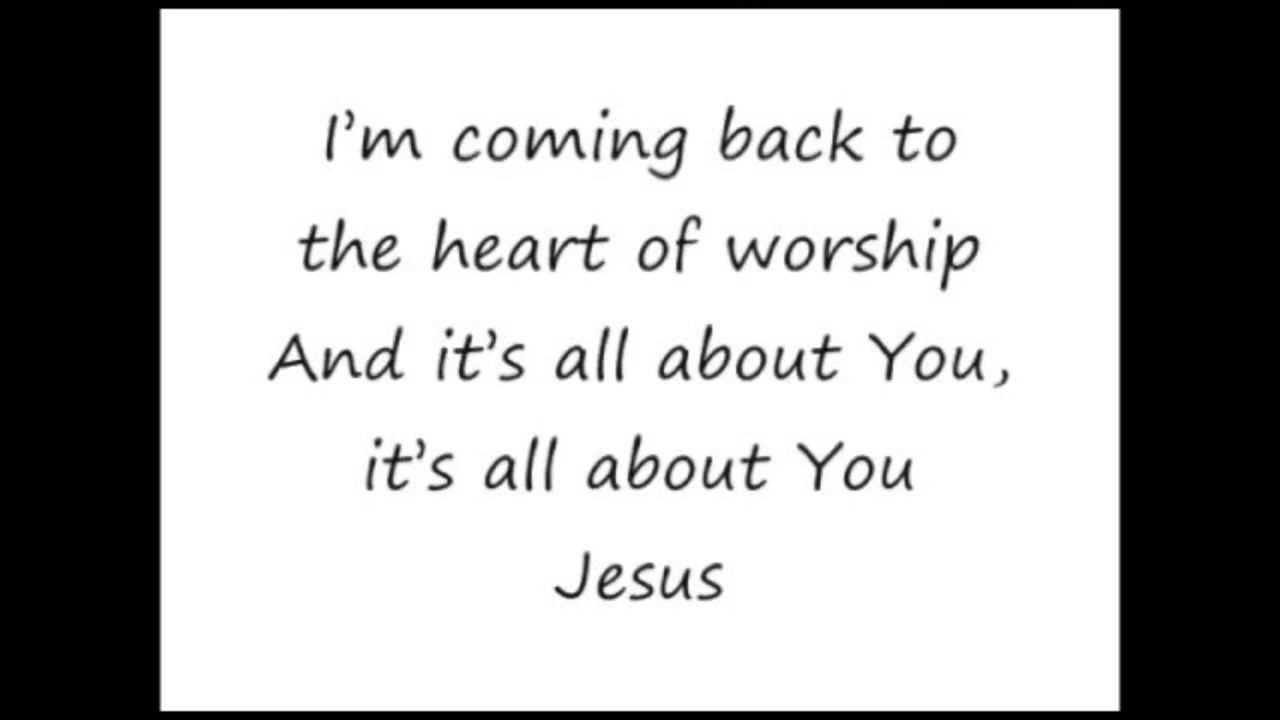 I’m coming back to
the heart of worship
And it’s all about You,
it’s all about You
Jesus